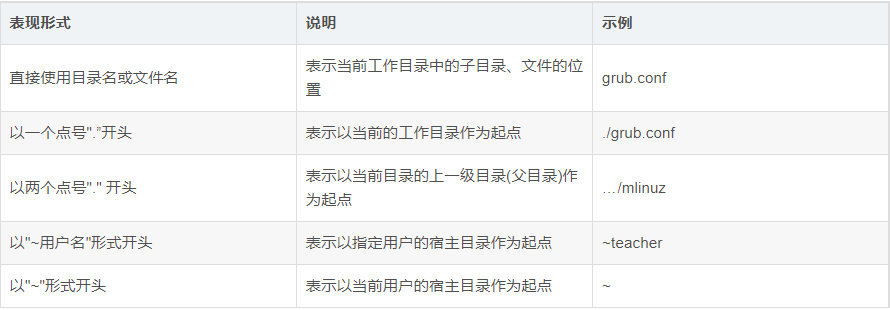 表现形式 说明 示例
直接使用目录名或文件名 表示当前工作目录中的子目录、文件的位置 grub.conf
以一个点号"."开头 表示以当前的工作目录作为起点 ./grub.conf
以两个点号"." 开头 表示以当前目录的上一级目录(父目录)作为起点 …/mlinuz
以"~用户名"形式开头 表示以指定用户的宿主目录作为起点 ~teacher
以"~"形式开头 表示以当前用户的宿主目录作为起点 ~